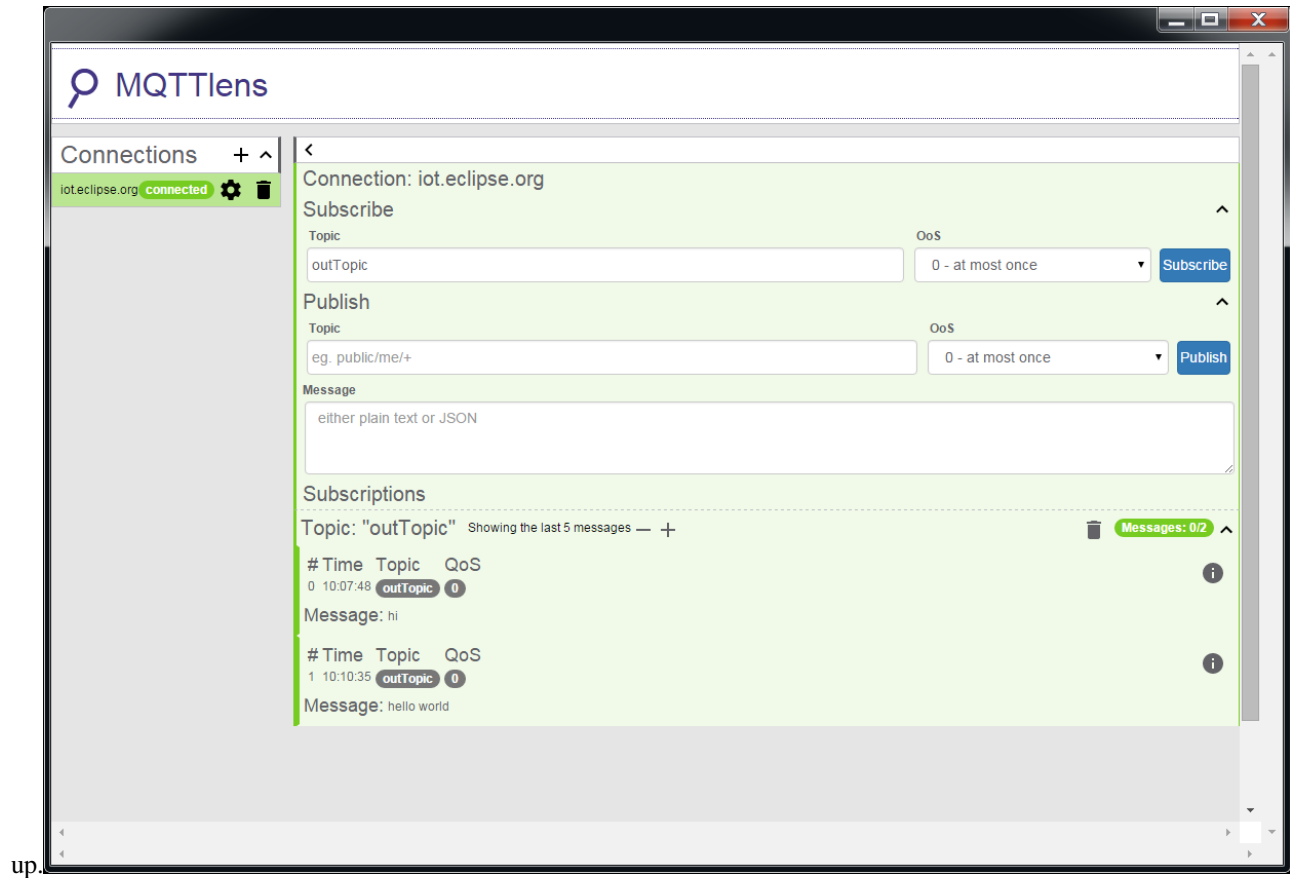 MQTTlens
Connections + ^
iot.eclipse.org connected
Connection: iot.eclipse.org
Subscribe
Topic QoS
outTopic 0 - at most once Subscribe
Publish
Topic QoS
eg. public/me/+ 0 - at most once Publish
Message
either plain text or JSON
Subscriptions
Topic: "outTopic" Showing the last 5 messages — + Messages: 0/2
# Time Topic QoS
0 10:07:48 outTopic 0
Message: hi
# Time Topic QoS
1 10:10:35 outTopic 0
Message: hello world
up.